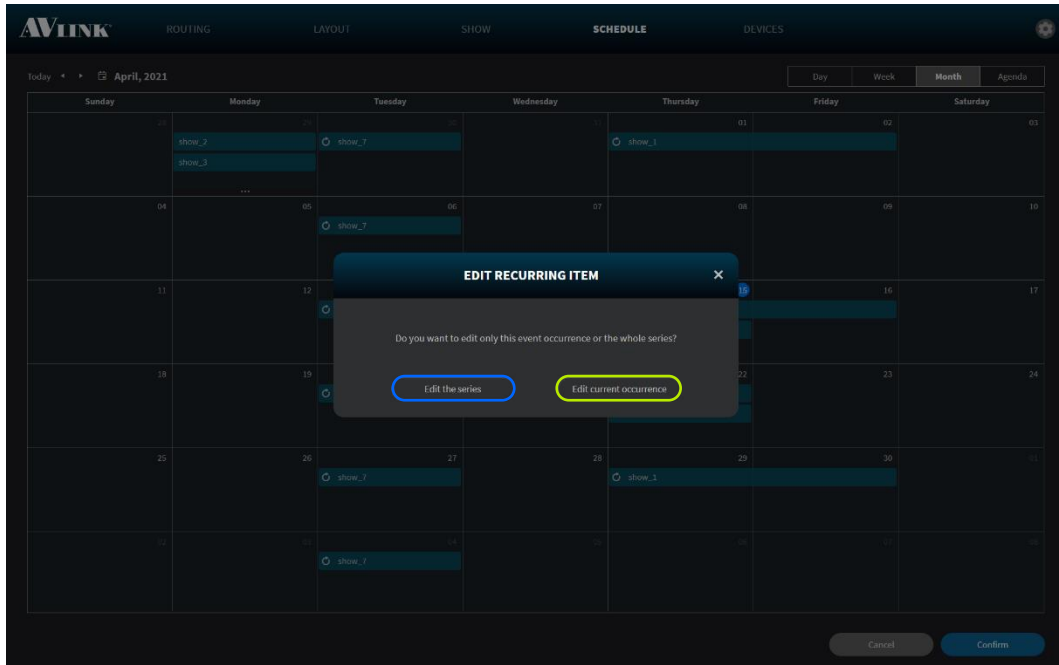 AVLINK
ROUTING LAYOUT SHOW SCHEDULE DEVICES
Today April, 2021 Day Week Month Agenda
Sunday Monday Tuesday Wednesday Thursday Friday Saturday
28 29 30 31 01 02 03
show_2 show_7 show_1
show_3
...
04 05 06 07 08 09 10
show_7
EDIT RECURRING ITEM ×
11 12 15 16 17
Do you want to edit only this event occurrence or the whole series?
18 19 22 23 24
Edit the series Edit current occurrence
25 26 27 28 29 30 01
show_7 show_1
02 03 04 05 06 07 08
show_7
Cancel Confirm